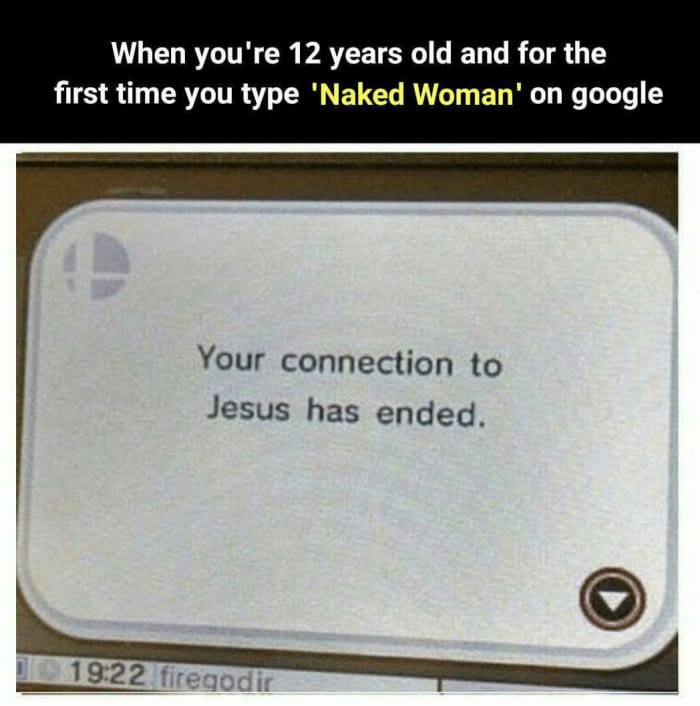 When you're 12 years old and for the
first time you type 'Naked Woman' on google
Your connection to
Jesus has ended.
19:22 firegodir